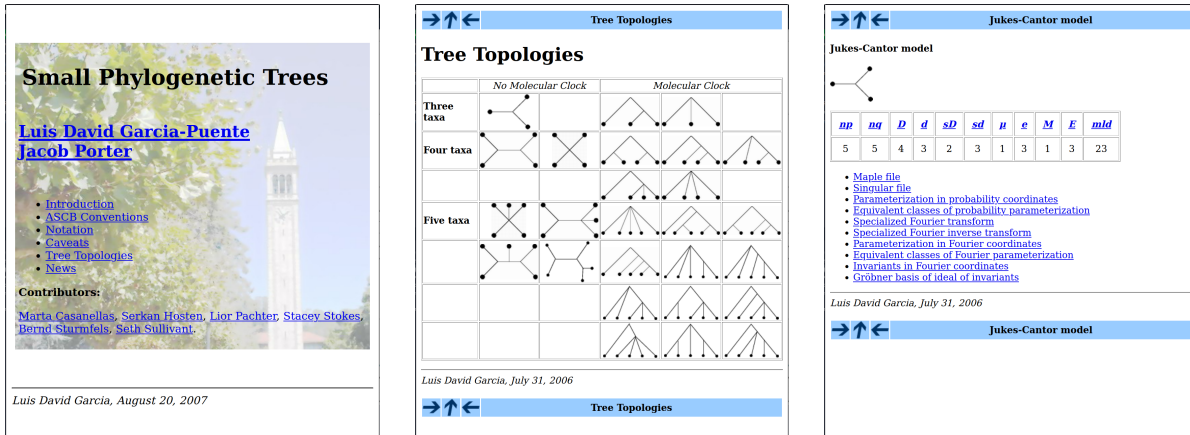 Small Phylogenetic Trees
Luis David Garcia-Puente
Jacob Porter
Introduction
ASCB Conventions
Notation
Caveats
Tree Topologies
News
Contributors:
Marta Casanellas, Serkan Hosten, Lior Pachter, Stacey Stokes,
Bernd Sturmfels, Seth Sullivant.
Luis David Garcia, August 20, 2007
Tree Topologies
Tree Topologies
No Molecular Clock Molecular Clock
Three
taxa
Four taxa
Five taxa
Luis David Garcia, July 31, 2006
Tree Topologies
Jukes-Cantor model
Jukes-Cantor model
np nq D d sD sd μ e M E mld
5 5 4 3 2 3 1 3 1 3 23
Maple file
Singular file
Parameterization in probability coordinates
Equivalent classes of probability parametrization
Specialized Fourier transform
Specialized Fourier inverse transform
Parameterization in Fourier coordinates
Equivalent classes of Fourier parameterization
Invariants in Fourier coordinates
Gröbner basis of ideal of invariants
Luis David Garcia, July 31, 2006
Jukes-Cantor model